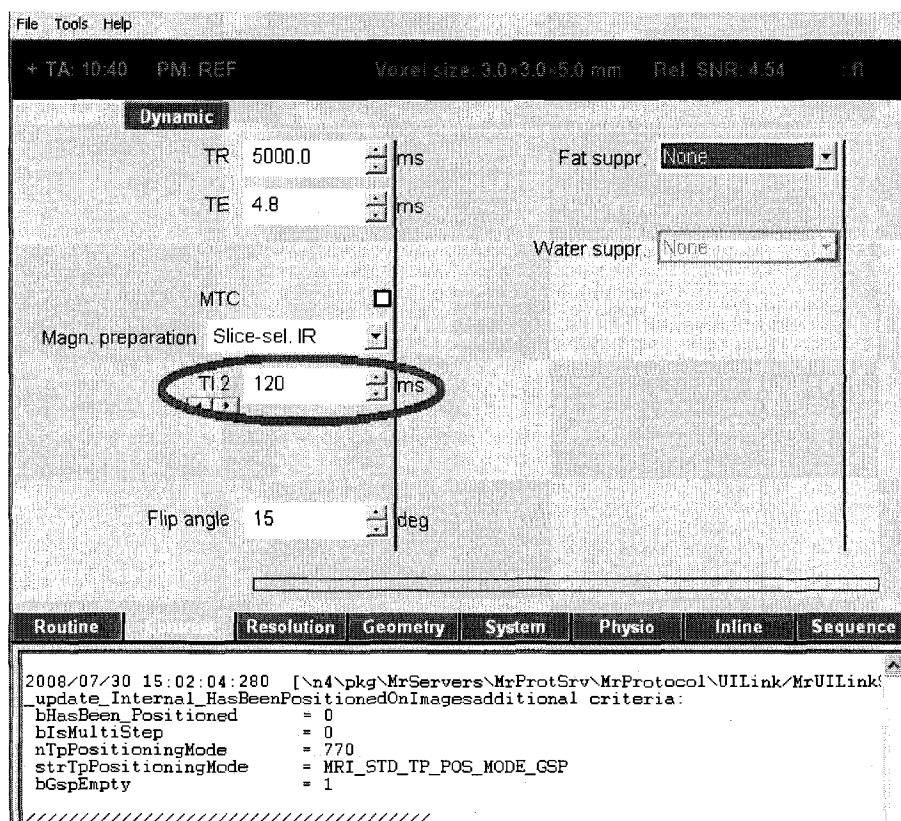 File Tools Help
+ TA: 10:40 PM: REF Voxel size: 3.0×3.0×5.0 mm Rel. SNR: 4.54 : fl
Dynamic
TR 5000.0 ms Fat suppr. None
TE 4.8 ms
Water suppr. None
MTC
Magn. preparation Slice-sel. IR
TI 2 120 ms
Flip angle 15 deg
Routine Resolution Geometry System Physio Inline Sequence
2008/07/30 15:02:04:280 [\n4\pkg\MrServers\MrProtSrv\MrProtocol\UILink/MrUILink
_update_Internal_HasBeenPositionedOnImagesadditional criteria:
bHasBeen_Positioned = 0
bIsMultiStep = 0
nTpPositioningMode = 770
strTpPositioningMode = MRI_STD_TP_POS_MODE_GSP
bGspEmpty = 1
////////////////////////////////////